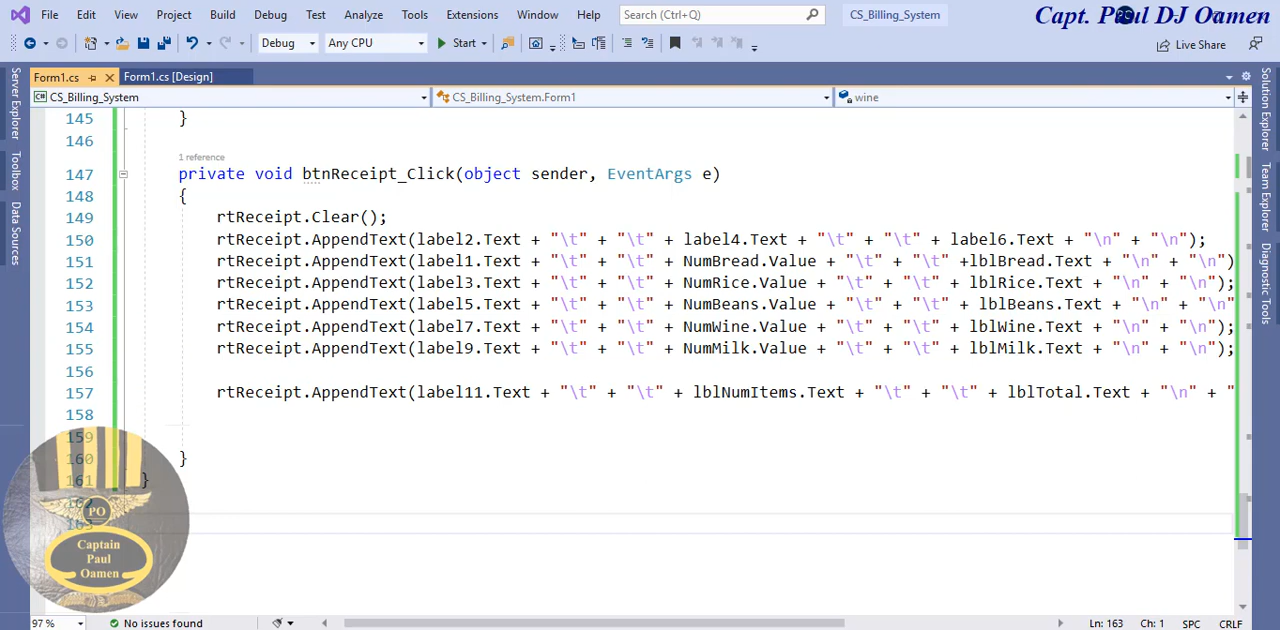 File Edit View Project Build Debug Test Analyze Tools Extensions Window Help Search (Ctrl+Q) CS_Billing_System Capt. Paul DJ Oamen
Debug Any CPU Start Live Share
Form1.cs Form1.cs [Design]
CS_Billing_System CS_Billing_System.Form1 wine
Server Explorer
Toolbox
Data Sources
Solution Explorer
Team Explorer
Diagnostic Tools
145 }
146
1 reference
147 private void btnReceipt_Click(object sender, EventArgs e)
148 {
149 rtReceipt.Clear();
150 rtReceipt.AppendText(label2.Text + "\t" + "\t" + label4.Text + "\t" + "\t" + label6.Text + "\n" + "\n");
151 rtReceipt.AppendText(label1.Text + "\t" + "\t" + NumBread.Value + "\t" + "\t" +lblBread.Text + "\n" + "\n")
152 rtReceipt.AppendText(label3.Text + "\t" + "\t" + NumRice.Value + "\t" + "\t" + lblRice.Text + "\n" + "\n");
153 rtReceipt.AppendText(label5.Text + "\t" + "\t" + NumBeans.Value + "\t" + "\t" + lblBeans.Text + "\n" + "\n"
154 rtReceipt.AppendText(label7.Text + "\t" + "\t" + NumWine.Value + "\t" + "\t" + lblWine.Text + "\n" + "\n");
155 rtReceipt.AppendText(label9.Text + "\t" + "\t" + NumMilk.Value + "\t" + "\t" + lblMilk.Text + "\n" + "\n");
156
157 rtReceipt.AppendText(label11.Text + "\t" + "\t" + lblNumItems.Text + "\t" + "\t" + lblTotal.Text + "\n" + "
158
159
160 }
161 }
162
163
PO
Captain
Paul
Oamen
97 % No issues found Ln: 163 Ch: 1 SPC CRLF